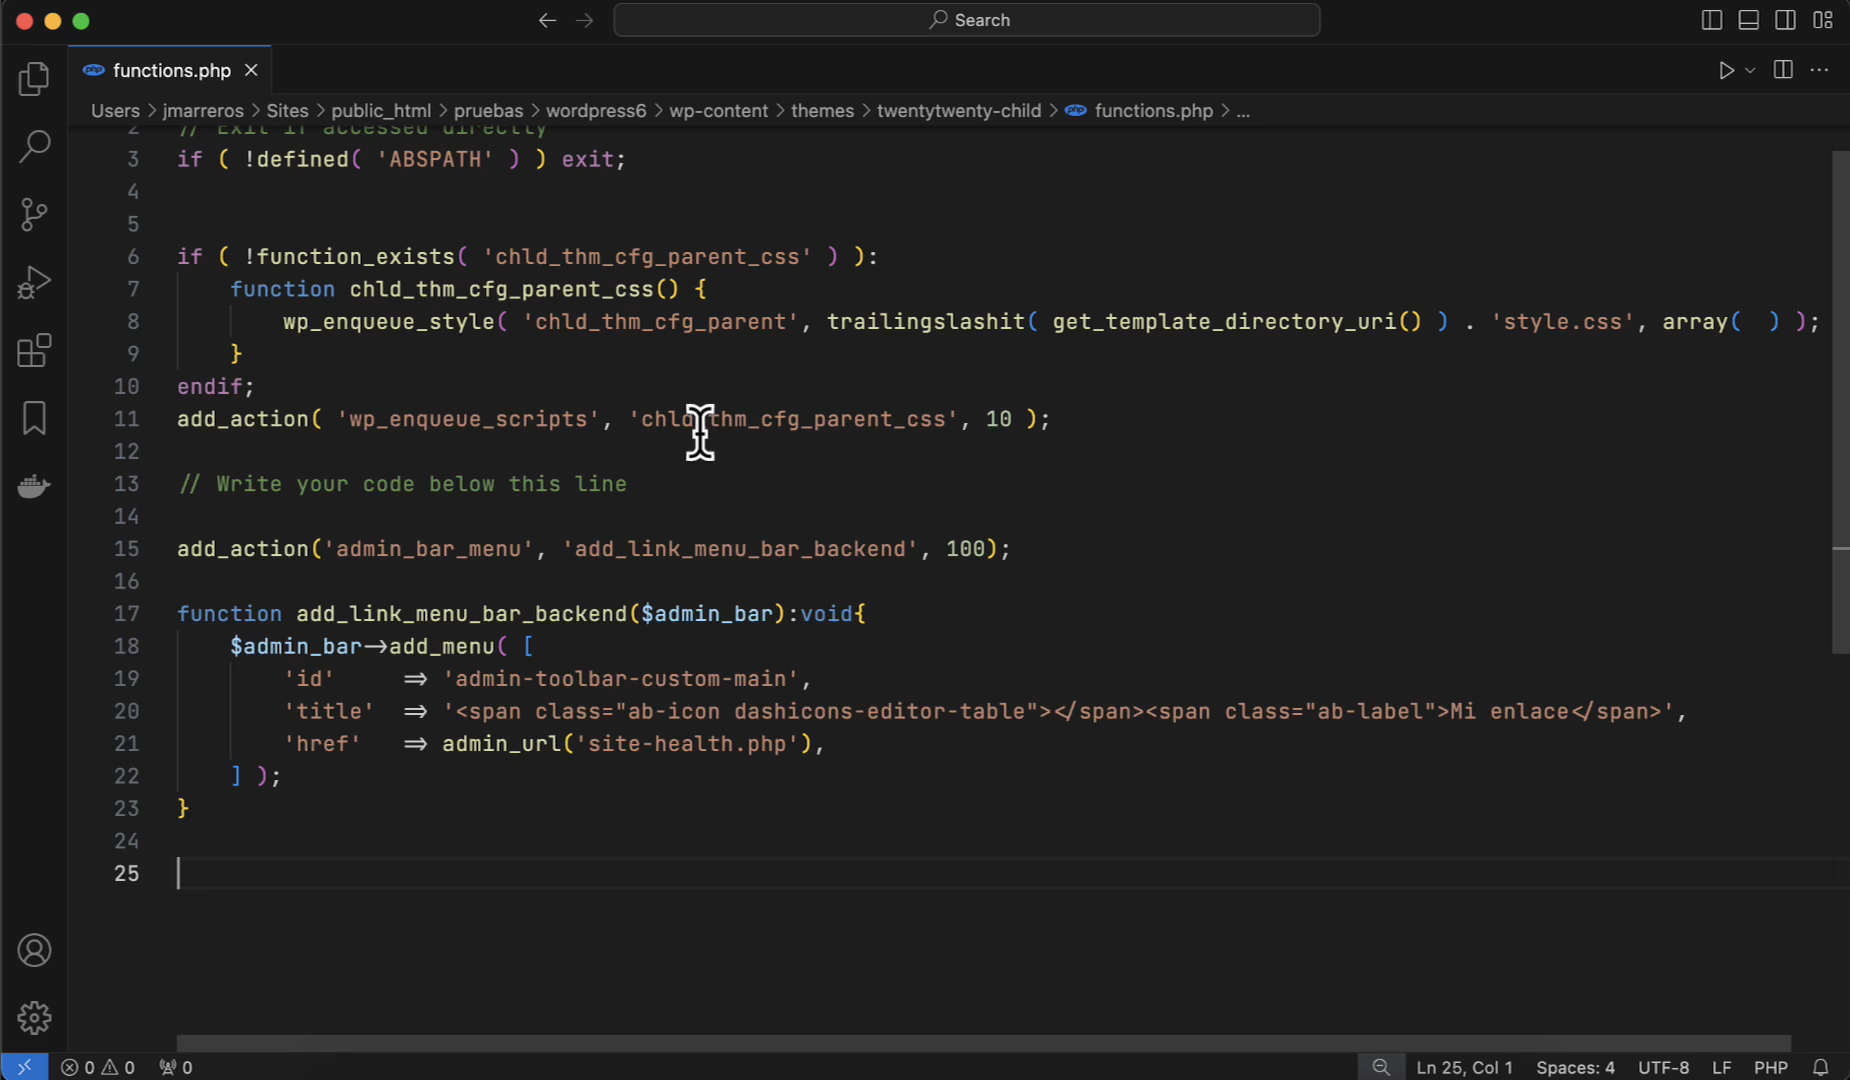 Search
functions.php
Users > jmarreros > Sites > public_html > pruebas > wordpress6 > wp-content > themes > twentytwenty-child > functions.php > ...
2 // Exit if accessed directly
3 if ( !defined( 'ABSPATH' ) ) exit;
4
5
6 if ( !function_exists( 'chld_thm_cfg_parent_css' ) ):
7 function chld_thm_cfg_parent_css() {
8 wp_enqueue_style( 'chld_thm_cfg_parent', trailingslashit( get_template_directory_uri() ) . 'style.css', array(  ) );
9 }
10 endif;
11 add_action( 'wp_enqueue_scripts', 'chld_thm_cfg_parent_css', 10 );
12
13 // Write your code below this line
14
15 add_action('admin_bar_menu', 'add_link_menu_bar_backend', 100);
16
17 function add_link_menu_bar_backend($admin_bar):void{
18 $admin_bar->add_menu( [
19 'id' => 'admin-toolbar-custom-main',
20 'title' => '<span class="ab-icon dashicons-editor-table"></span><span class="ab-label">Mi enlace</span>',
21 'href' => admin_url('site-health.php'),
22 ] );
23 }
24
25
0 0 0 Ln 25, Col 1 Spaces: 4 UTF-8 LF PHP